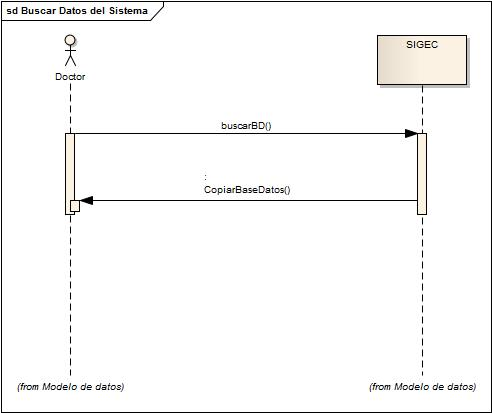 sd Buscar Datos del Sistema
Doctor
SIGEC
buscarBD()
:
CopiarBaseDatos()
(from Modelo de datos)
(from Modelo de datos)